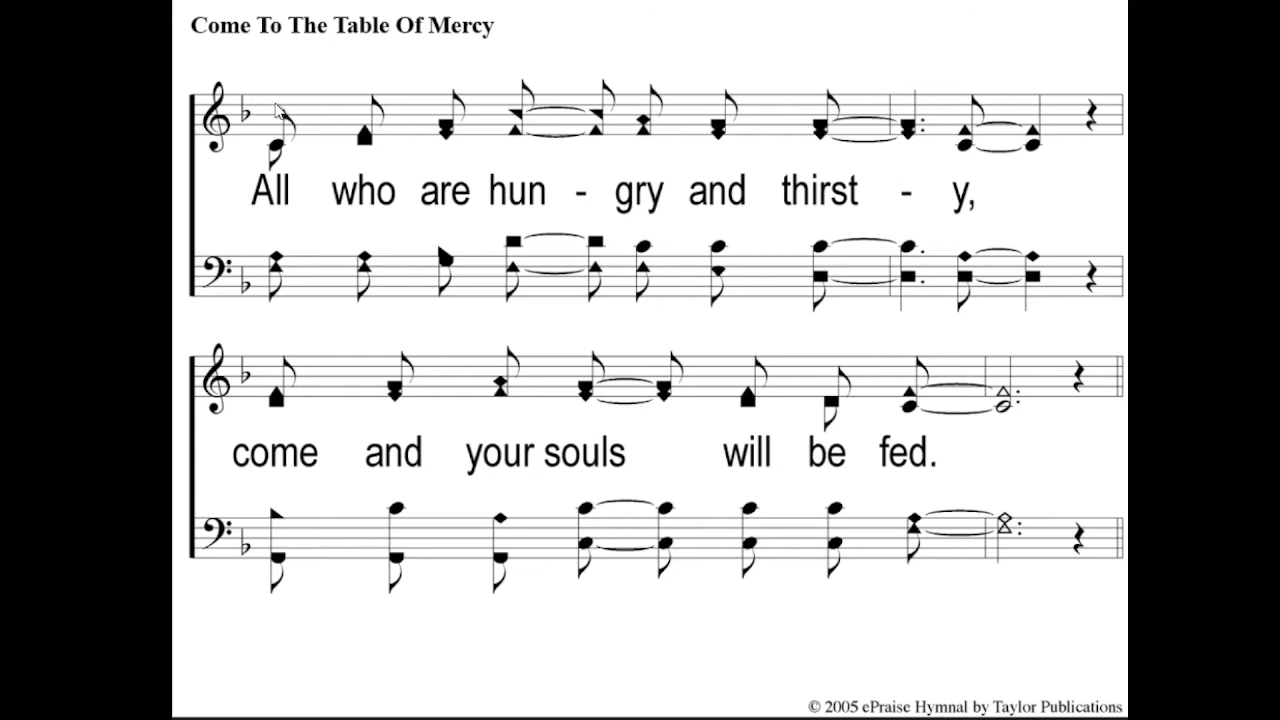 Come To The Table Of Mercy
All who are hun - gry and thirst - y,
come and your souls will be fed.
© 2005 ePraise Hymnal by Taylor Publications